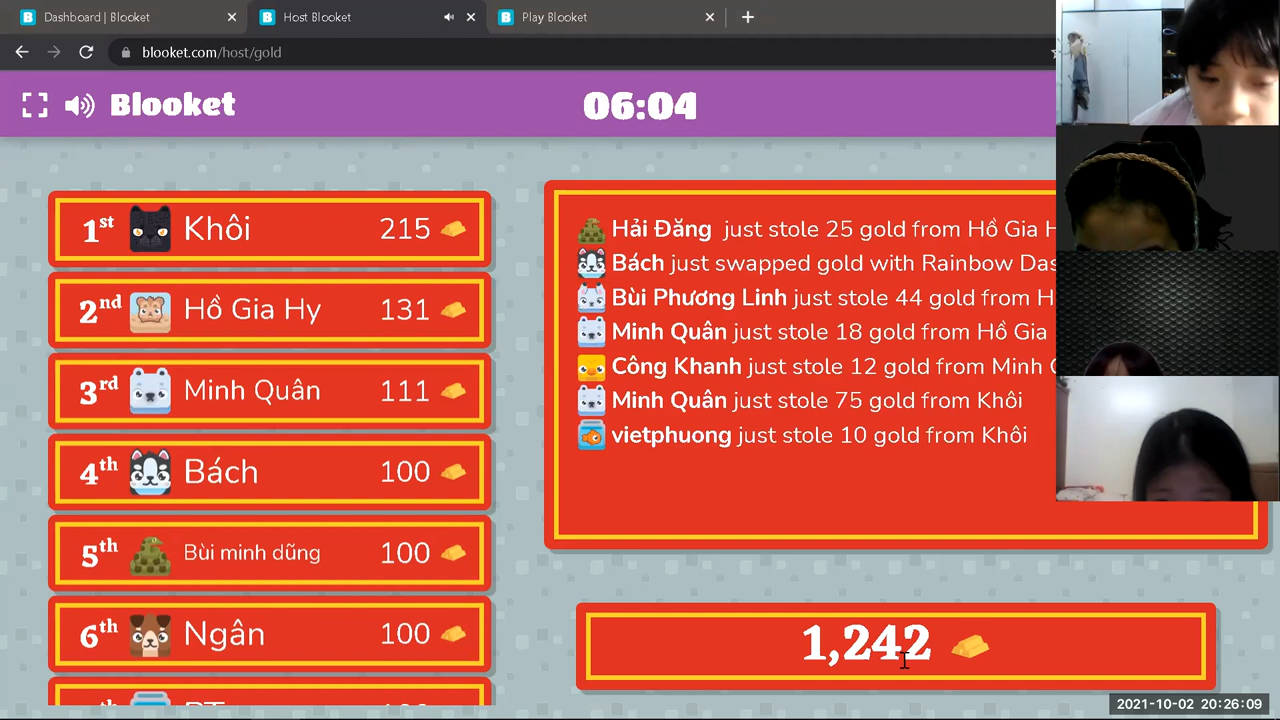 Dashboard | Blooket
Host Blooket
Play Blooket
blooket.com/host/gold
Blooket
06:04
1st Khôi 215
2nd Hồ Gia Hy 131
3rd Minh Quân 111
4th Bách 100
5th Bùi minh dũng 100
6th Ngân 100
Hải Đăng just stole 25 gold from Hồ Gia H
Bách just swapped gold with Rainbow Das
Bùi Phương Linh just stole 44 gold from H
Minh Quân just stole 18 gold from Hồ Gia
Công Khanh just stole 12 gold from Minh
Minh Quân just stole 75 gold from Khôi
vietphuong just stole 10 gold from Khôi
1,242
2021-10-02 20:26:09